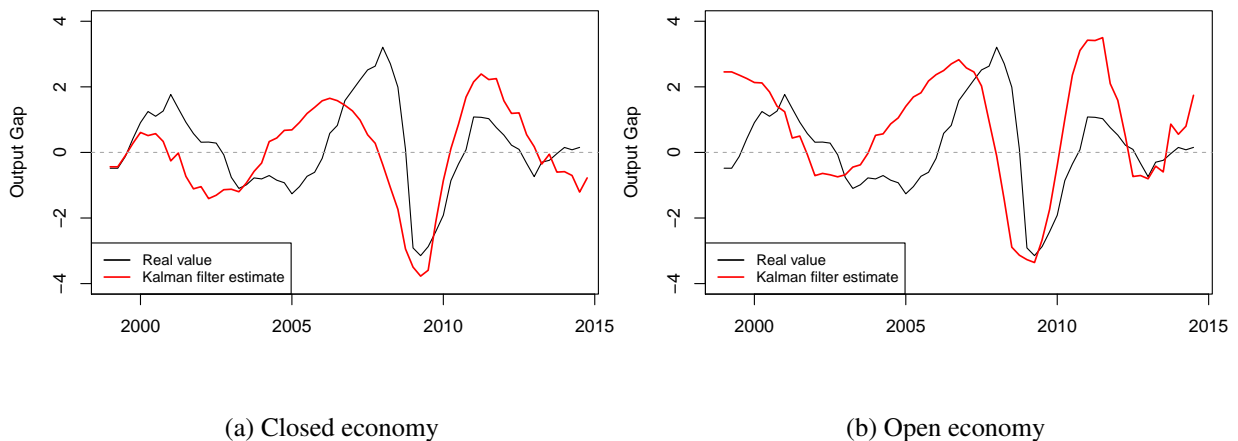 4
2
0
−2
−4
Output Gap
Real value
Kalman filter estimate
2000
2005
2010
2015
(a) Closed economy
4
2
0
−2
−4
Output Gap
Real value
Kalman filter estimate
2000
2005
2010
2015
(b) Open economy